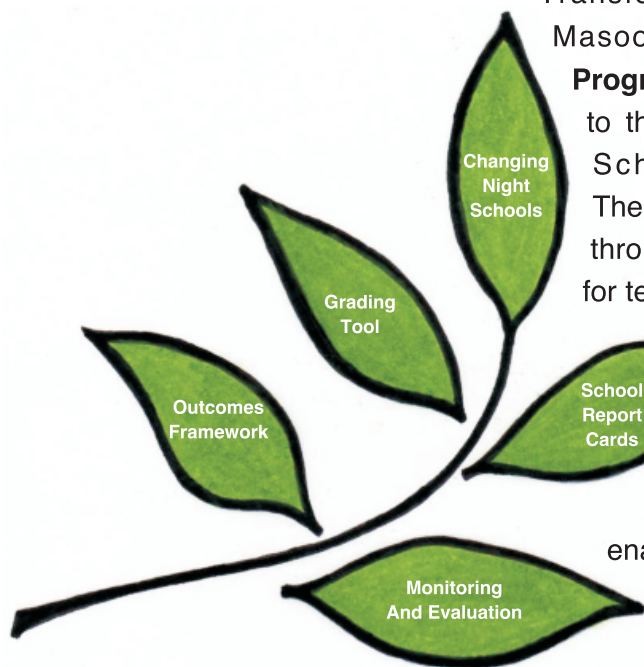 Masoo
Progr
to th
Sch
The
thro
for te
Changing
Night
Schools
Grading
Tool
School
Report
Cards
Outcomes
Framework
ena
Monitoring
And Evaluation